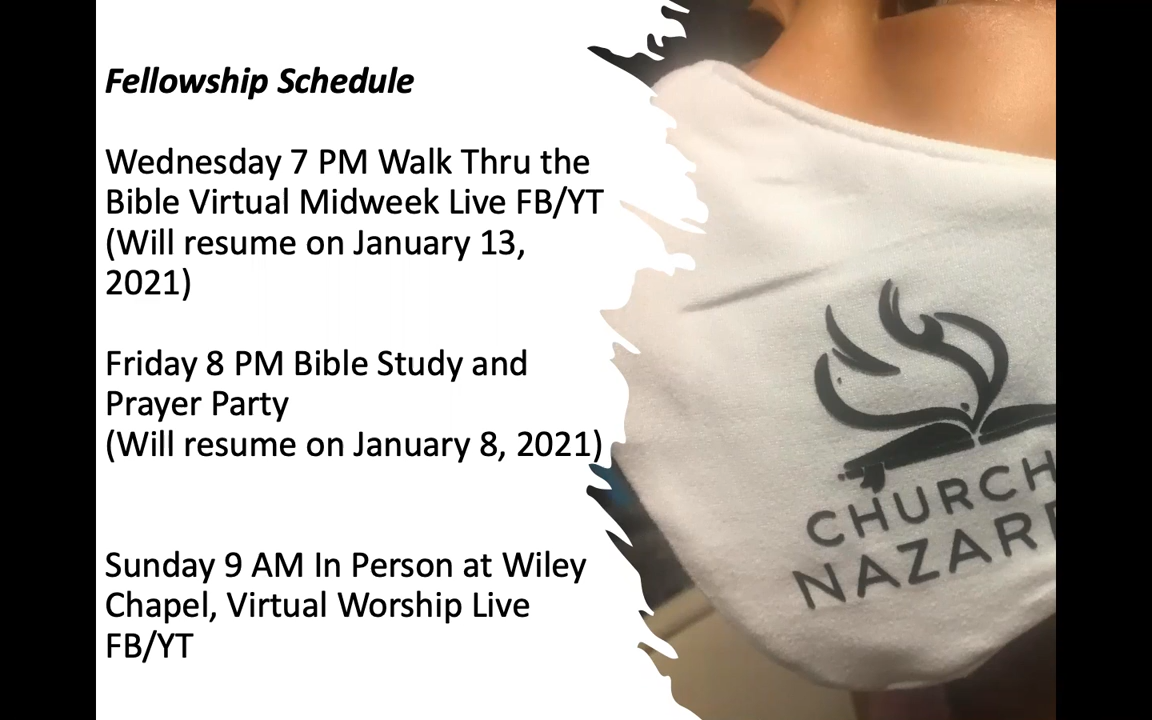 Fellowship Schedule
Wednesday 7 PM Walk Thru the
Bible Virtual Midweek Live FB/YT
(Will resume on January 13,
2021)
Friday 8 PM Bible Study and
Prayer Party
(Will resume on January 8, 2021)
Sunday 9 AM In Person at Wiley
Chapel, Virtual Worship Live
FB/YT
CHURCH